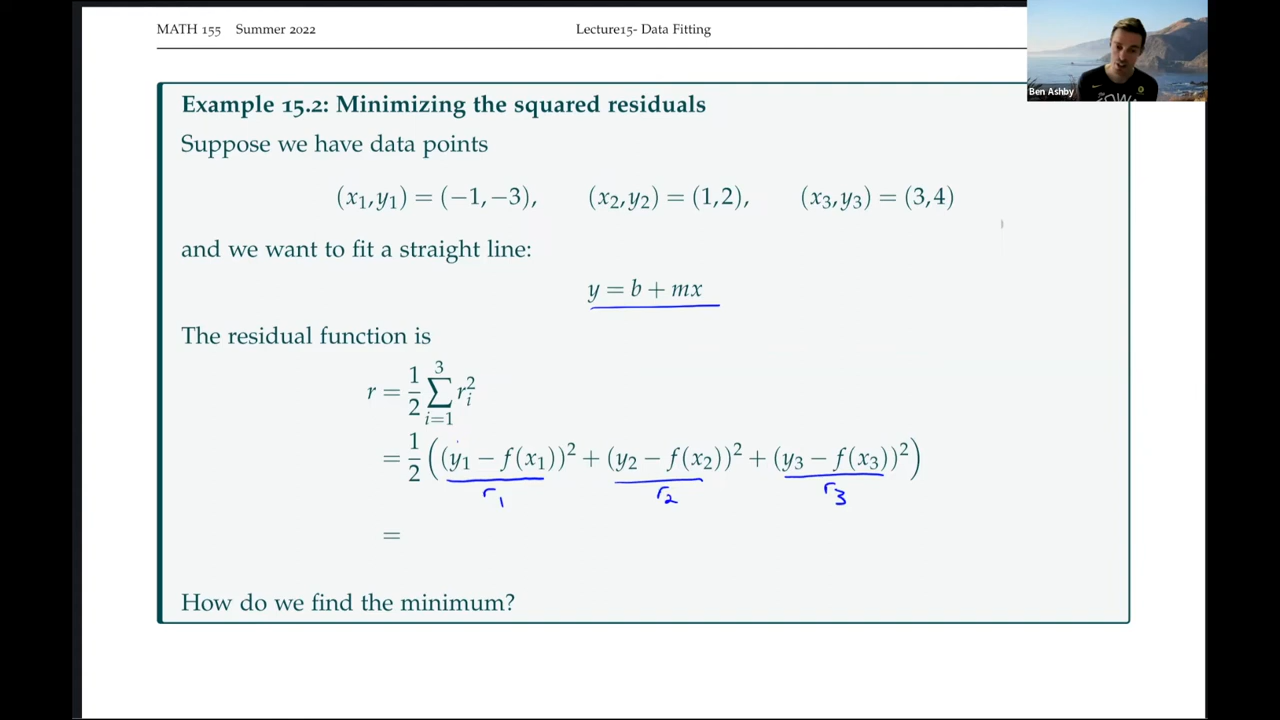 MATH 155 Summer 2022 Lecture15- Data Fitting
Ben Ashby
Example 15.2: Minimizing the squared residuals
Suppose we have data points
(x₁, y₁) = (−1, −3), (x₂, y₂) = (1, 2), (x₃, y₃) = (3, 4)
and we want to fit a straight line:
y = b + mx
The residual function is
r = 1/2 ∑_{i=1}^{3} r_i^2
= 1/2 ((y₁ − f(x₁))² + (y₂ − f(x₂))² + (y₃ − f(x₃))²)
r₁ r₂ r₃
=
How do we find the minimum?